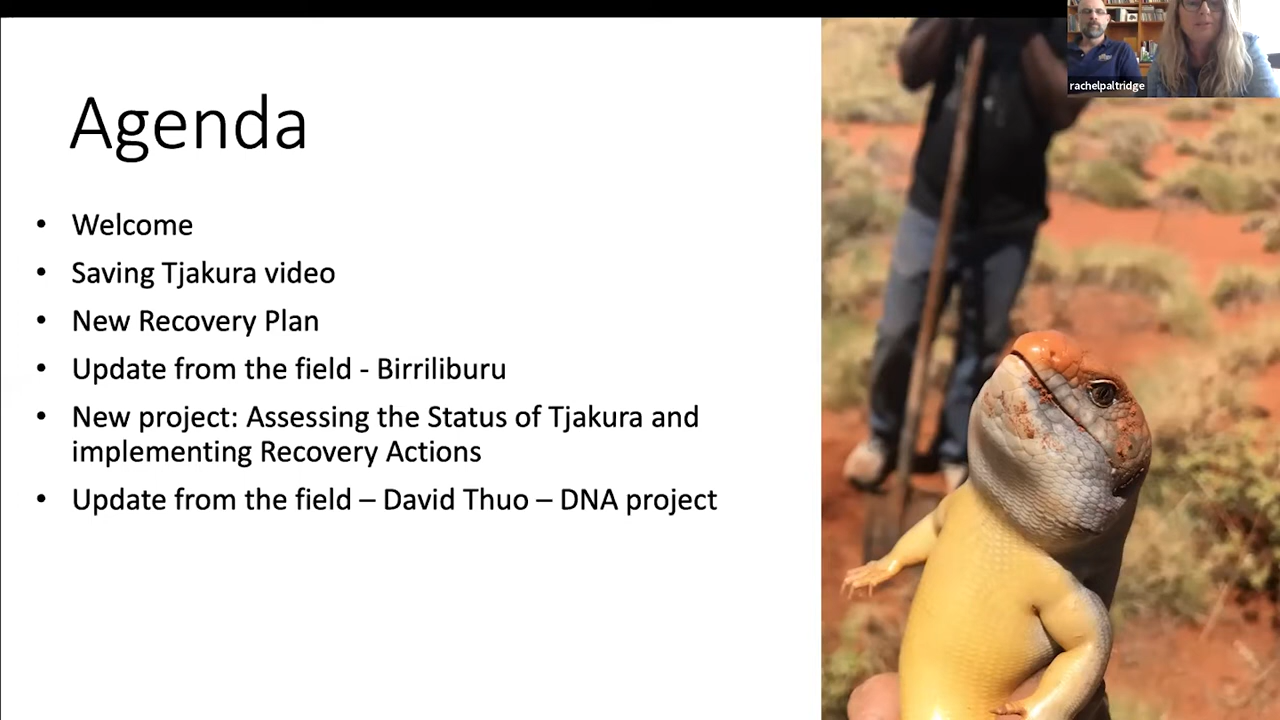 rachelpaltridge
Agenda
• Welcome
• Saving Tjakura video
• New Recovery Plan
• Update from the field - Birriliburu
• New project: Assessing the Status of Tjakura and
implementing Recovery Actions
• Update from the field – David Thuo – DNA project